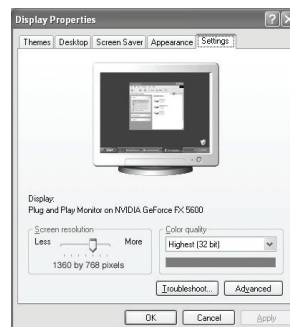 Display Properties
Themes Desktop Screen Saver Appearance Settings
Display:
Plug and Play Monitor on NVIDIA GeForce FX 5600
Screen resolution
Less More
1360 by 768 pixels
Color quality
Highest (32 bit)
Troubleshoot... Advanced
OK Cancel Apply